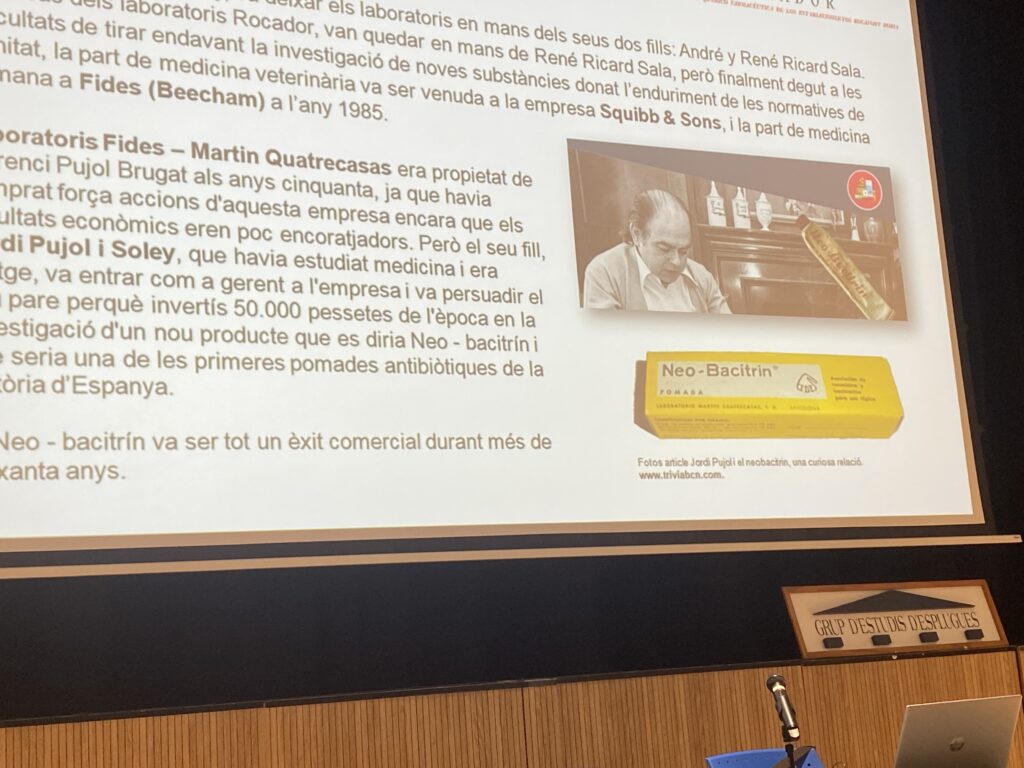 deixar els laboratoris en mans dels seus dos fills: André y René Ricard Sala.
dels laboratoris Rocador, van quedar en mans de René Ricard Sala, però finalment degut a les
cultats de tirar endavant la investigació de noves substàncies donat l'enduriment de les normatives de
nitat, la part de medicina veterinària va ser venuda a la empresa Squibb & Sons, i la part de medicina
mana a Fides (Beecham) a l'any 1985.
boratoris Fides – Martin Quatrecasas era propietat de
renci Pujol Brugat als anys cinquanta, ja que havia
mprat força accions d'aquesta empresa encara que els
ultats econòmics eren poc encoratjadors. Però el seu fill,
di Pujol i Soley, que havia estudiat medicina i era
tge, va entrar com a gerent a l'empresa i va persuadir el
pare perquè invertís 50.000 pessetes de l'època en la
estigació d'un nou producte que es diria Neo - bacitrín i
seria una de les primeres pomades antibiòtiques de la
tòria d'Espanya.
Neo - bacitrín va ser tot un èxit comercial durant més de
xanta anys.
Neo-Bacitrin
POMADA
LABORATORIO MARTIN CUATRECASAS, S. A. BARCELONA
Fotos article Jordi Pujol i el neobacitrin, una curiosa relació.
www.triviabcn.com.
GRUP D'ESTUDIS D'ESPLUGUES
hp